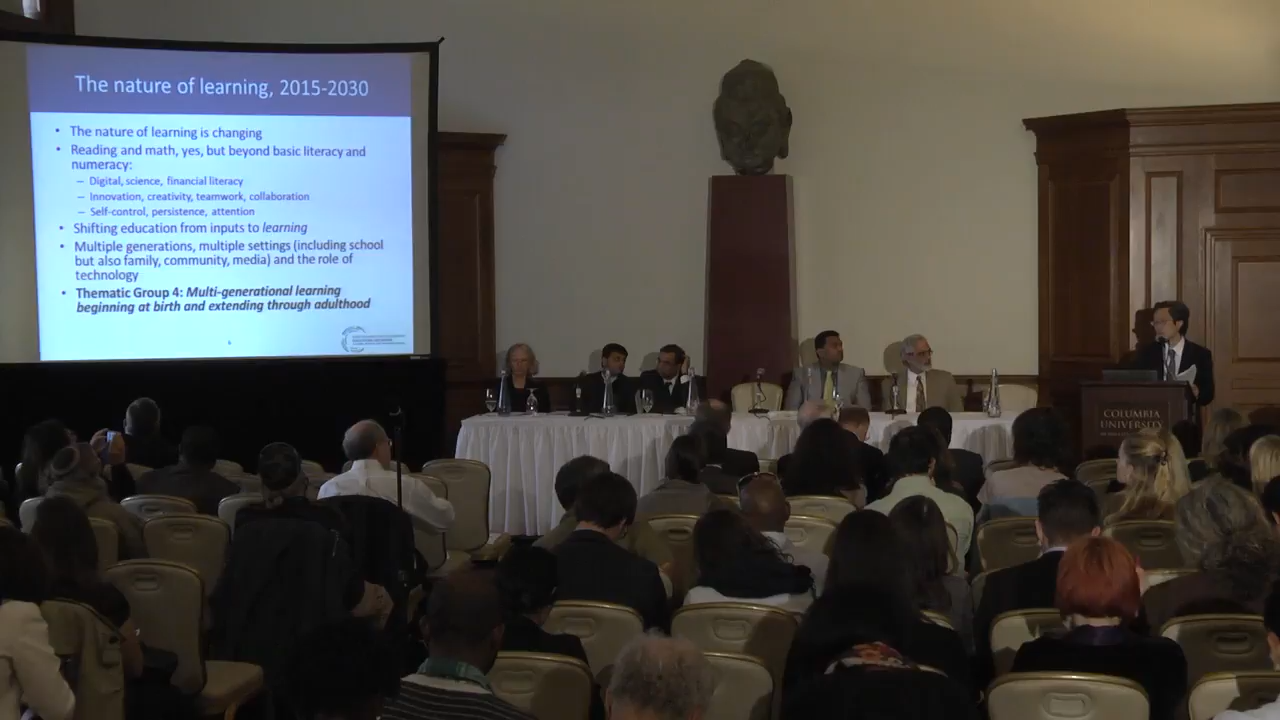 The nature of learning, 2015-2030
• The nature of learning is changing
• Reading and math, yes, but beyond basic literacy and
numeracy:
– Digital, science, financial literacy
– Innovation, creativity, teamwork, collaboration
– Self-control, persistence, attention
• Shifting education from inputs to learning
• Multiple generations, multiple settings (including school
but also family, community, media) and the role of
technology
• Thematic Group 4: Multi-generational learning
beginning at birth and extending through adulthood
COLUMBIA
UNIVERSITY